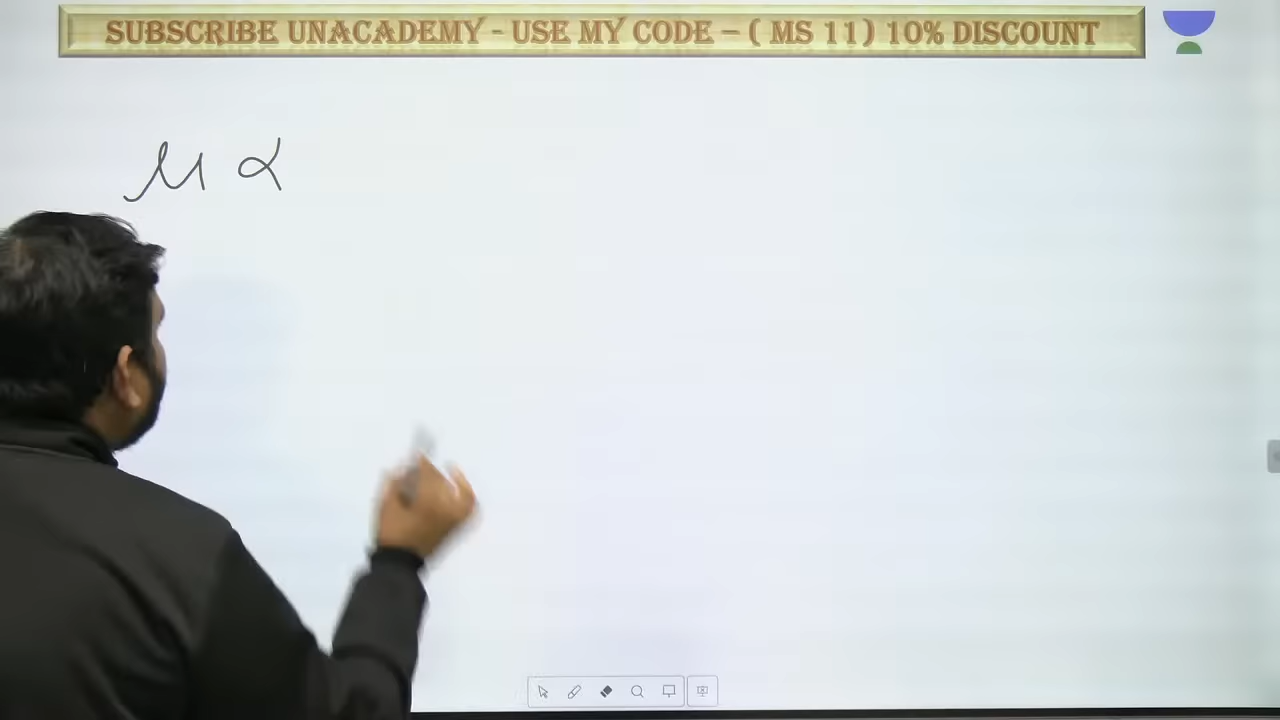 SUBSCRIBE UNACADEMY - USE MY CODE – ( MS 11) 10% DISCOUNT
μ α